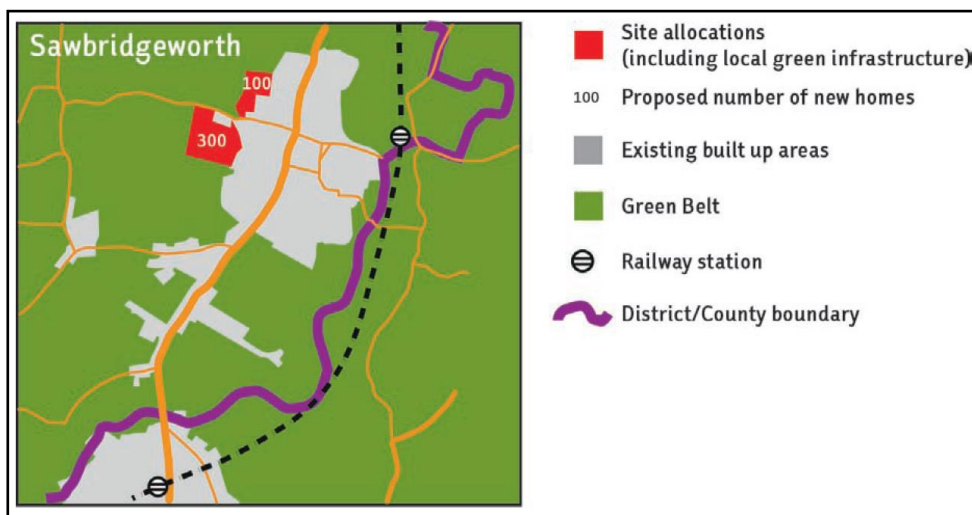 Sawbridgeworth
100
300
Site allocations
(including local green infrastructure)
100 Proposed number of new homes
Existing built up areas
Green Belt
Railway station
District/County boundary